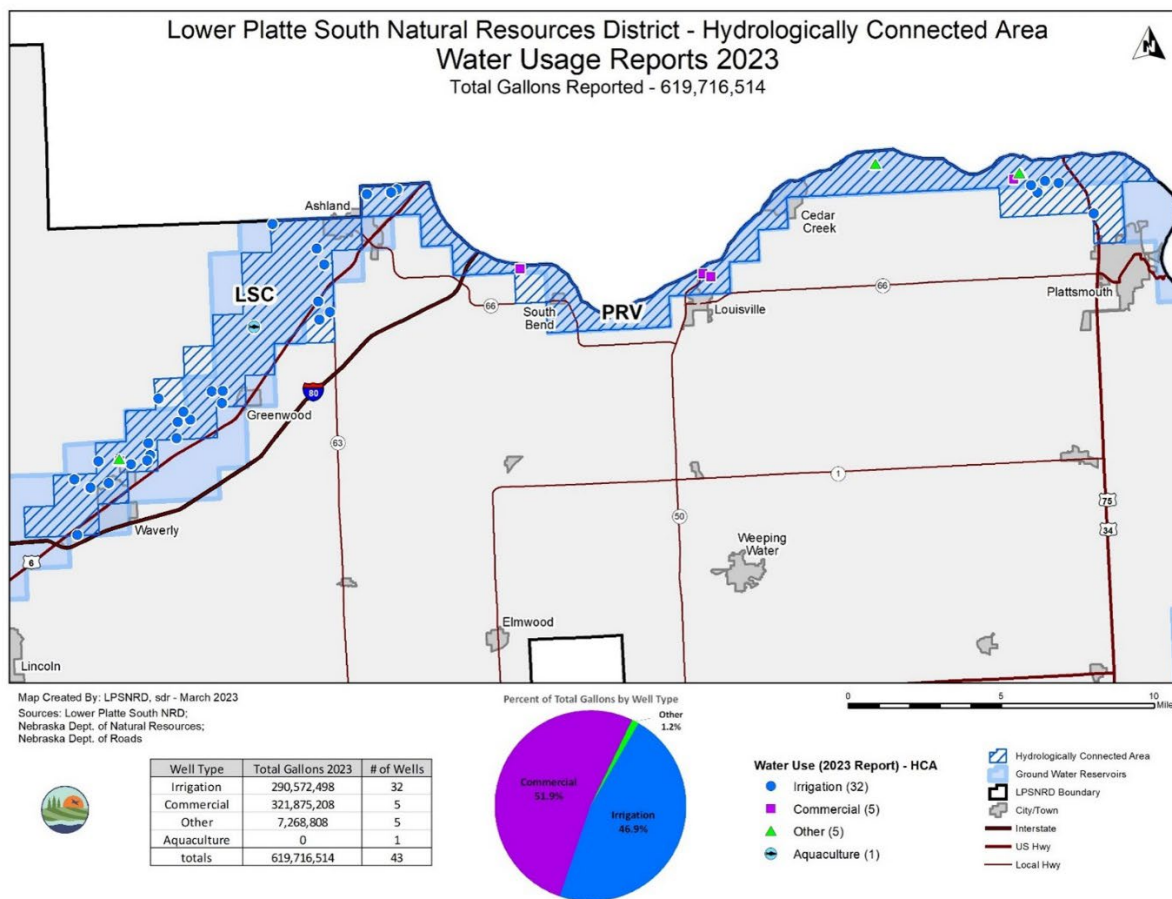 Lower Platte South Natural Resources District - Hydrologically Connected Area
Water Usage Reports 2023
Total Gallons Reported - 619,716,514
N
Ashland
LSC
Cedar
Creek
66
South
Bend
PRV
Louisville
66
Plattsmouth
80
Greenwood
63
1
75
50
34
Waverly
6
Weeping
Water
Elmwood
Lincoln
Map Created By: LPSNRD, sdr - March 2023
Sources: Lower Platte South NRD;
Nebraska Dept. of Natural Resources;
Nebraska Dept. of Roads
Well Type Total Gallons 2023 # of Wells
Irrigation 290,572,498 32
Commercial 321,875,208 5
Other 7,268,808 5
Aquaculture 0 1
totals 619,716,514 43
Percent of Total Gallons by Well Type
Other
1.2%
Commercial
51.9%
Irrigation
46.9%
0 5 10
Mile
Water Use (2023 Report) - HCA
Irrigation (32)
Commercial (5)
Other (5)
Aquaculture (1)
Hydrologically Connected Area
Ground Water Reservoirs
LPSNRD Boundary
City/Town
Interstate
US Hwy
Local Hwy